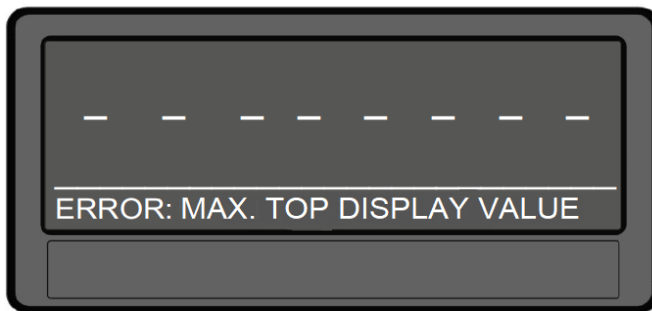 – – – – – – – –
ERROR: MAX. TOP DISPLAY VALUE